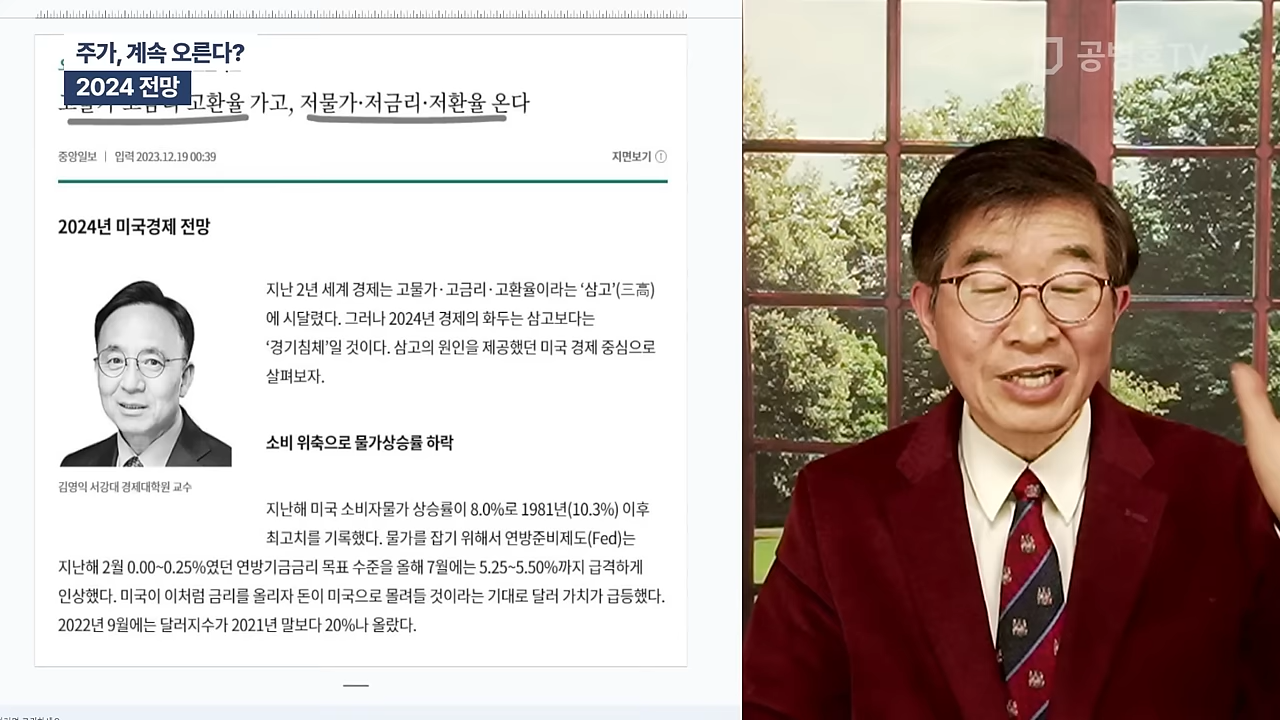 주가, 계속 오른다?
2024 전망
고환율 가고, 저물가·저금리·저환율 온다
중앙일보 | 입력 2023.12.19 00:39
지면보기
2024년 미국경제 전망
지난 2년 세계 경제는 고물가·고금리·고환율이라는 ‘삼고’(三高)
에 시달렸다. 그러나 2024년 경제의 화두는 삼고보다는
‘경기침체’일 것이다. 삼고의 원인을 제공했던 미국 경제 중심으로
살펴보자.
소비 위축으로 물가상승률 하락
김영익 서강대 경제대학원 교수
지난해 미국 소비자물가 상승률이 8.0%로 1981년(10.3%) 이후
최고치를 기록했다. 물가를 잡기 위해서 연방준비제도(Fed)는
지난해 2월 0.00~0.25%였던 연방기금금리 목표 수준을 올해 7월에는 5.25~5.50%까지 급격하게
인상했다. 미국이 이처럼 금리를 올리자 돈이 미국으로 몰려들 것이라는 기대로 달러 가치가 급등했다.
2022년 9월에는 달러지수가 2021년 말보다 20%나 올랐다.
공병호TV